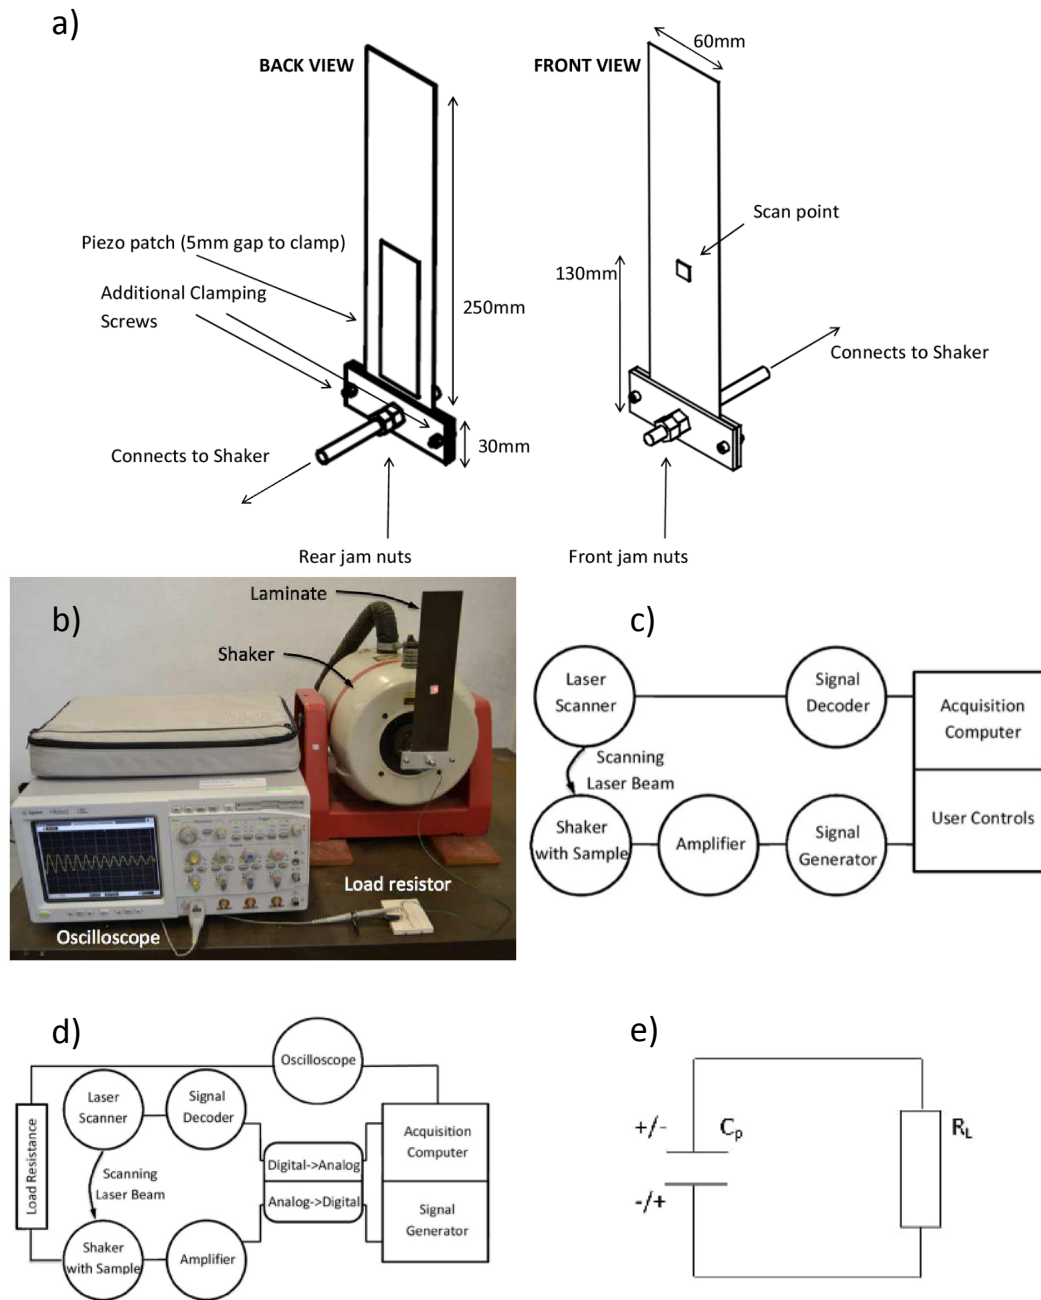 a)
BACK VIEW
FRONT VIEW
60mm
Scan point
Piezo patch (5mm gap to clamp)
130mm
Additional Clamping
Screws
250mm
Connects to Shaker
Connects to Shaker
30mm
Rear jam nuts
Front jam nuts
b)
Laminate
Shaker
Load resistor
Oscilloscope
c)
Laser
Scanner
Signal
Decoder
Acquisition
Computer
Scanning
Laser Beam
Shaker
with Sample
Amplifier
Signal
Generator
User Controls
d)
Oscilloscope
Laser
Scanner
Signal
Decoder
Load Resistance
Acquisition
Computer
Digital->Analog
Scanning
Laser Beam
Analog->Digital
Signal
Generator
Shaker
with Sample
Amplifier
e)
+/-
Cp
RL
-/+